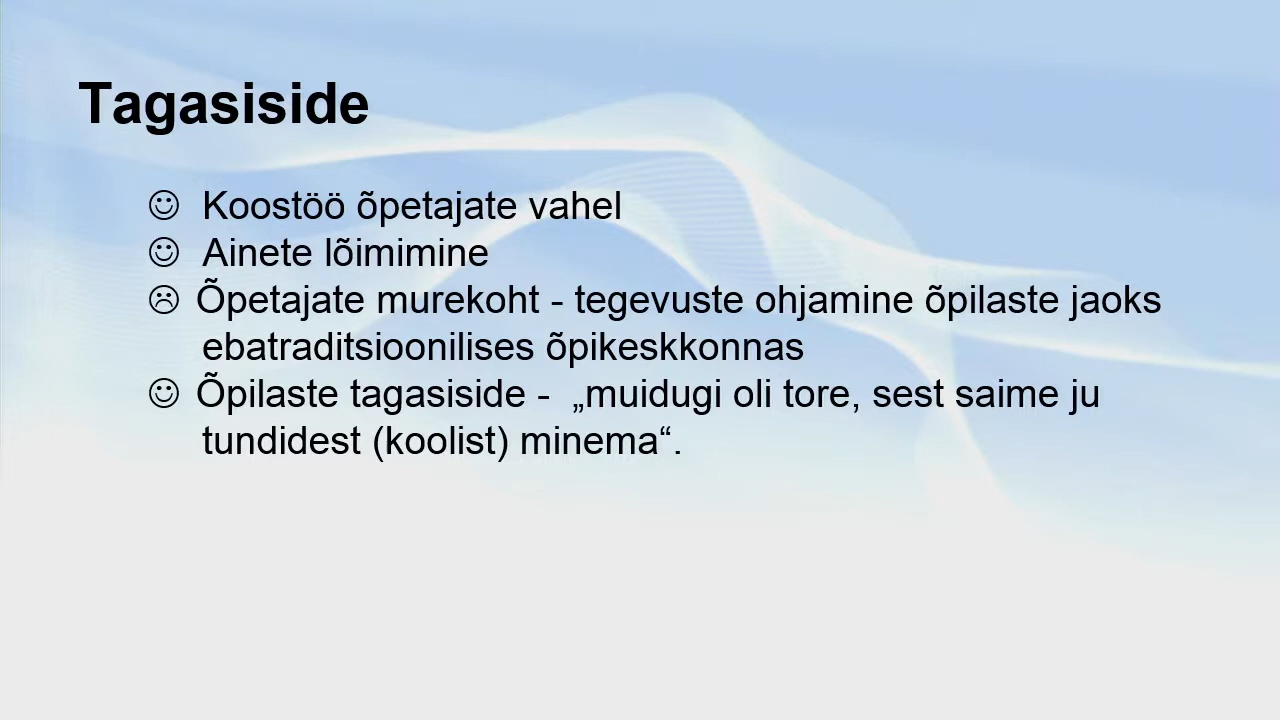 Tagasiside
☺ Koostöö õpetajate vahel
☺ Ainete lõimimine
☹ Õpetajate murekoht - tegevuste ohjamine õpilaste jaoks
ebatraditsioonilises õpikeskkonnas
☺ Õpilaste tagasiside - „muidugi oli tore, sest saime ju
tundidest (koolist) minema“.